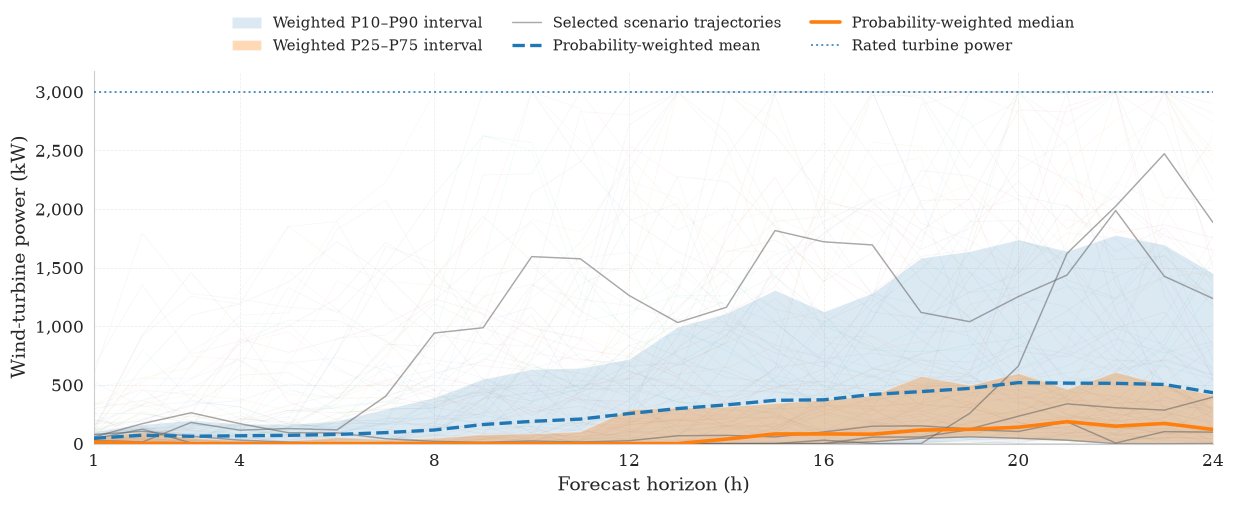 Weighted P10–P90 interval
Weighted P25–P75 interval
Selected scenario trajectories
Probability-weighted mean
Probability-weighted median
Rated turbine power
Wind-turbine power (kW)
3,000
2,500
2,000
1,500
1,000
500
0
1 4 8 12 16 20 24
Forecast horizon (h)